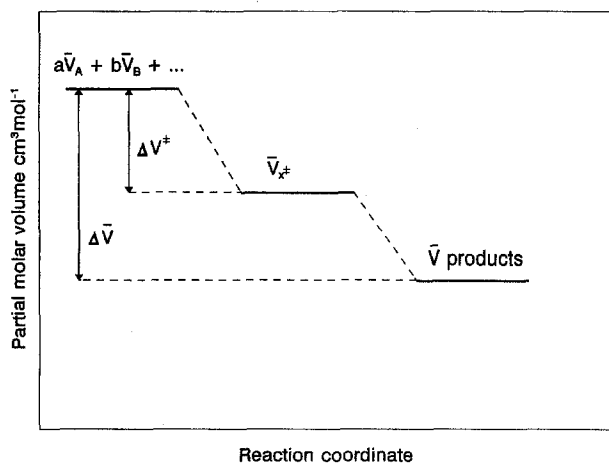 aV̄A + bV̄B + ...
ΔV‡
V̄x‡
ΔV̄
V̄ products
Partial molar volume cm³mol⁻¹
Reaction coordinate